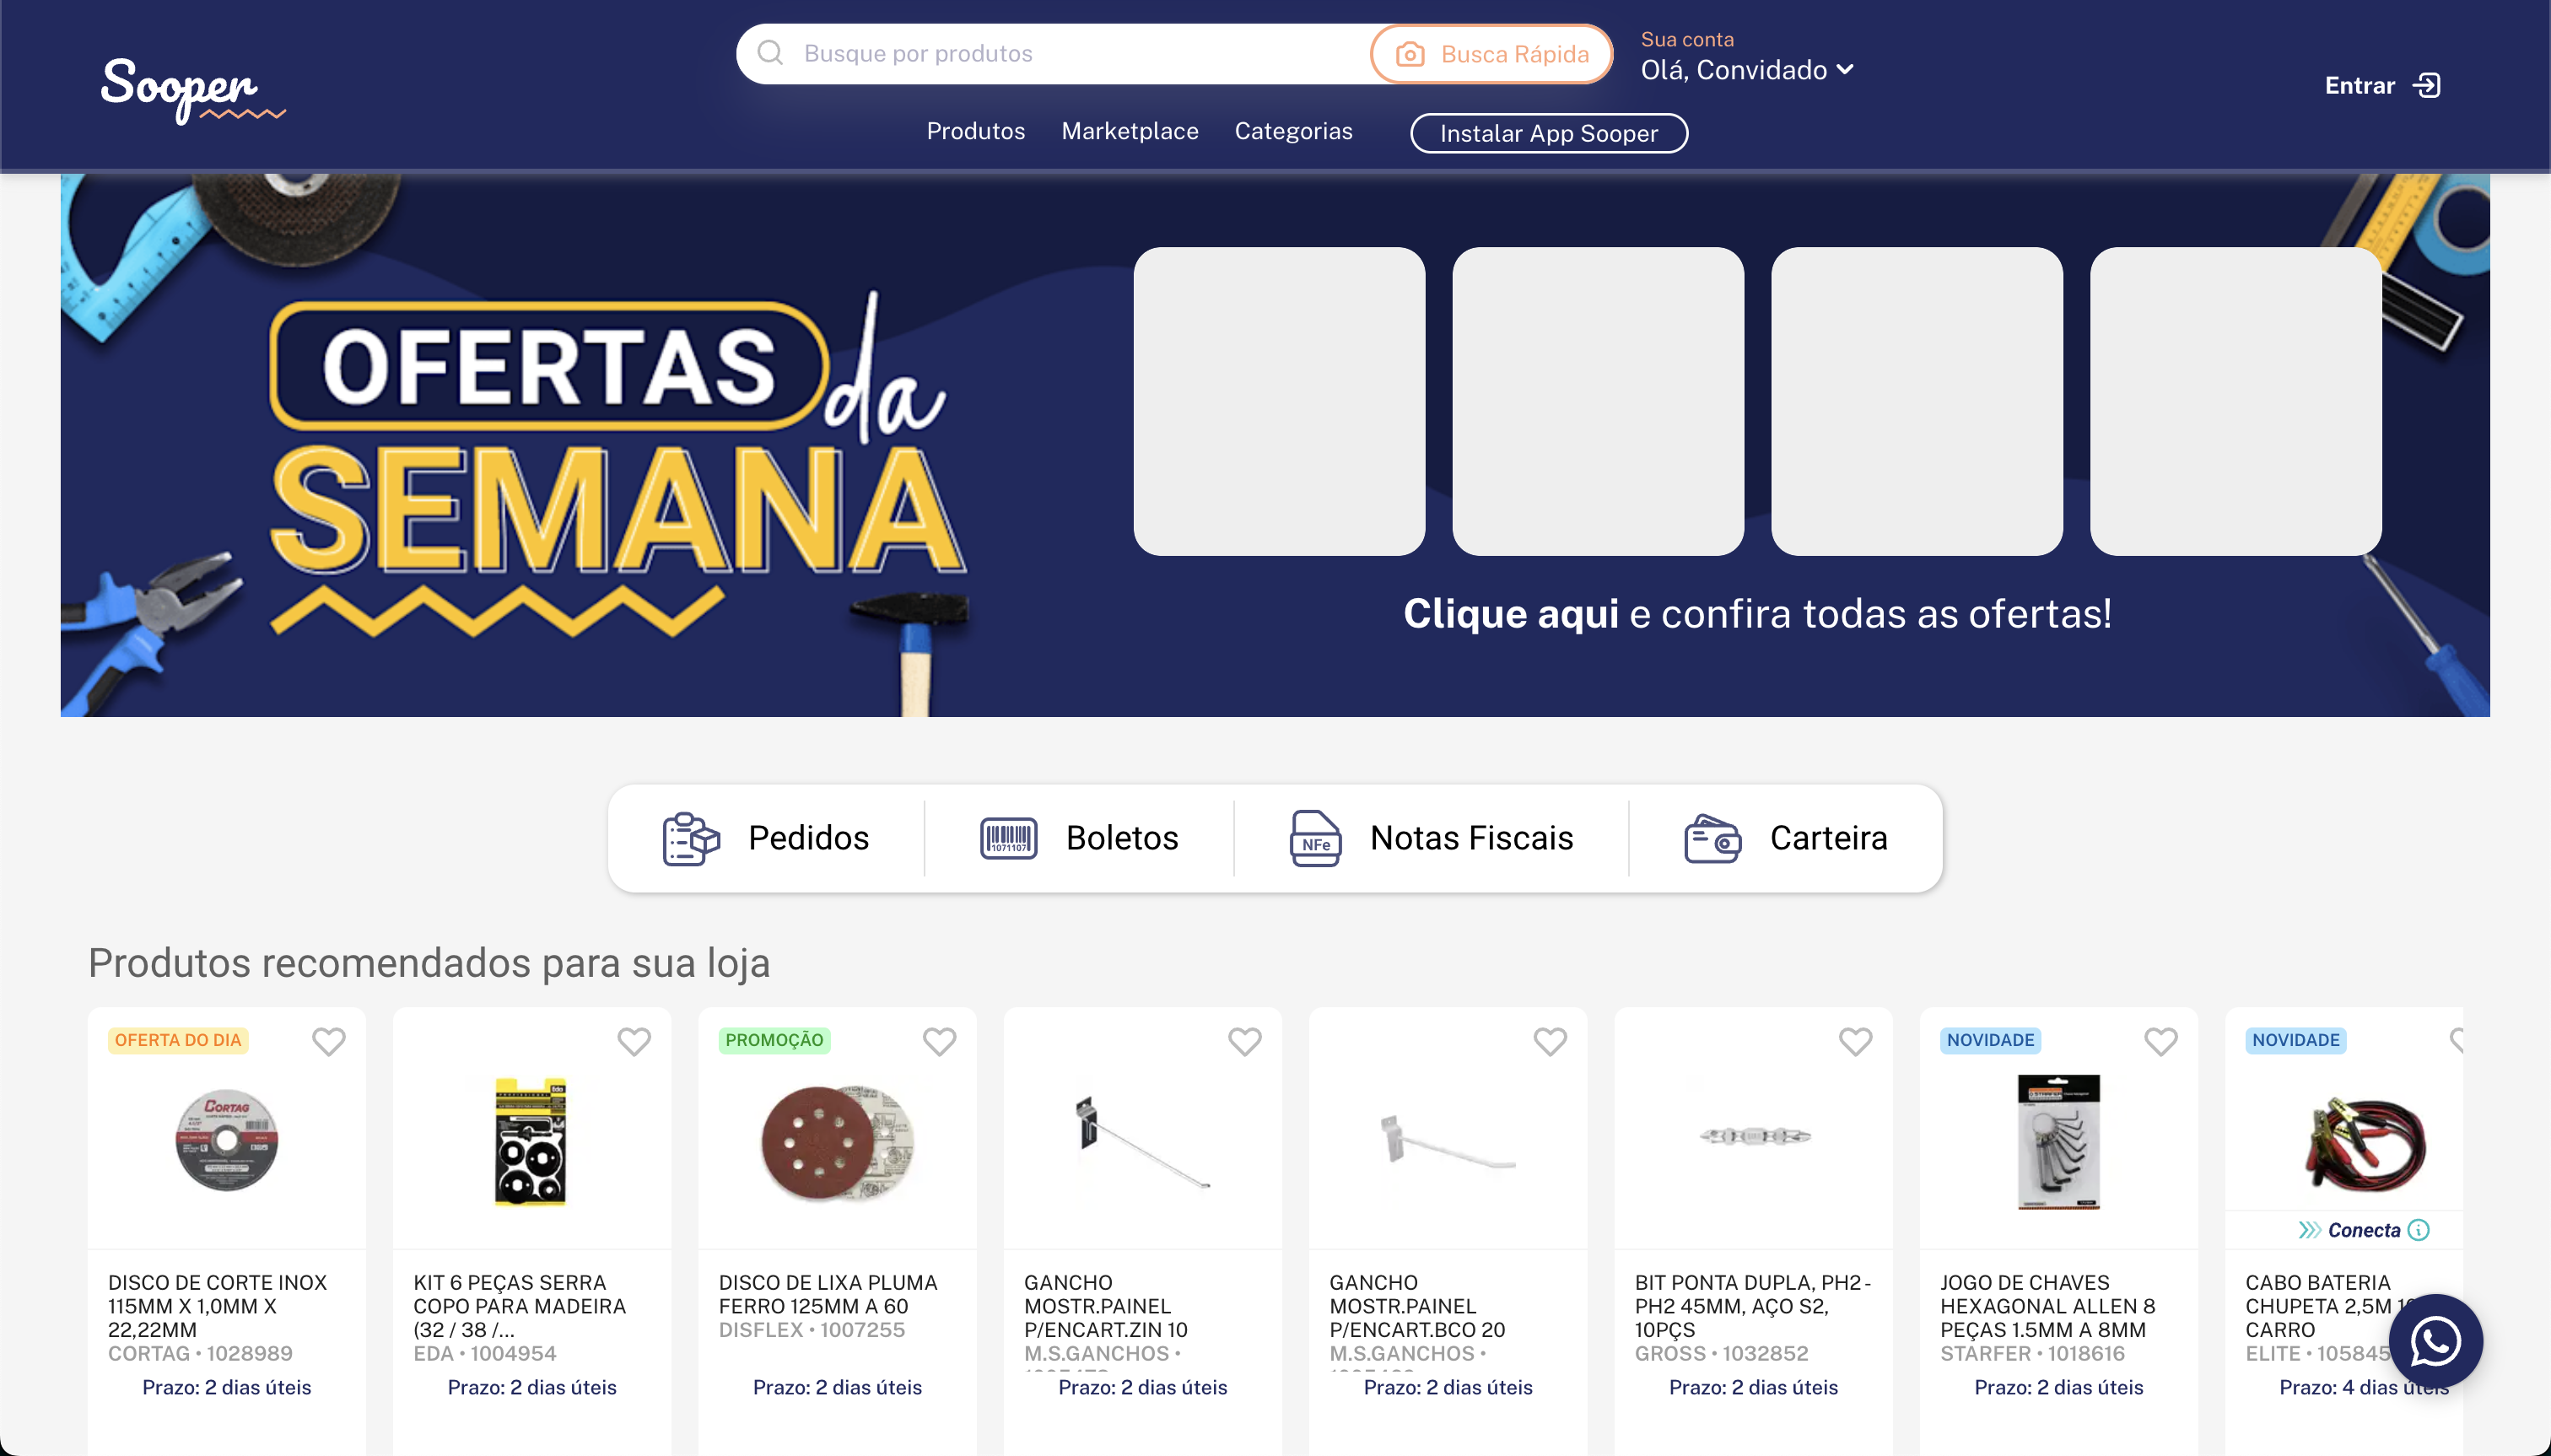 Sooper
Busque por produtos
Busca Rápida
Sua conta
Olá, Convidado
Entrar
Produtos
Marketplace
Categorias
Instalar App Sooper
OFERTAS da
SEMANA
Clique aqui e confira todas as ofertas!
Pedidos
1071107
Boletos
NFe
Notas Fiscais
Carteira
Produtos recomendados para sua loja
OFERTA DO DIA
CORTAG
DISCO DE CORTE INOX
115MM X 1,0MM X
22,22MM
CORTAG • 1028989
Prazo: 2 dias úteis
KIT 6 PEÇAS SERRA
COPO PARA MADEIRA
(32 / 38 /...
EDA • 1004954
Prazo: 2 dias úteis
PROMOÇÃO
DISCO DE LIXA PLUMA
FERRO 125MM A 60
DISFLEX • 1007255
Prazo: 2 dias úteis
GANCHO
MOSTR.PAINEL
P/ENCART.ZIN 10
M.S.GANCHOS •
Prazo: 2 dias úteis
GANCHO
MOSTR.PAINEL
P/ENCART.BCO 20
M.S.GANCHOS •
Prazo: 2 dias úteis
BIT PONTA DUPLA, PH2 -
PH2 45MM, AÇO S2,
10PÇS
GROSS • 1032852
Prazo: 2 dias úteis
NOVIDADE
JOGO DE CHAVES
HEXAGONAL ALLEN 8
PEÇAS 1.5MM A 8MM
STARFER • 1018616
Prazo: 2 dias úteis
NOVIDADE
Conecta
CABO BATERIA
CHUPETA 2,5M
CARRO
ELITE • 105845
Prazo: 4 dias úteis